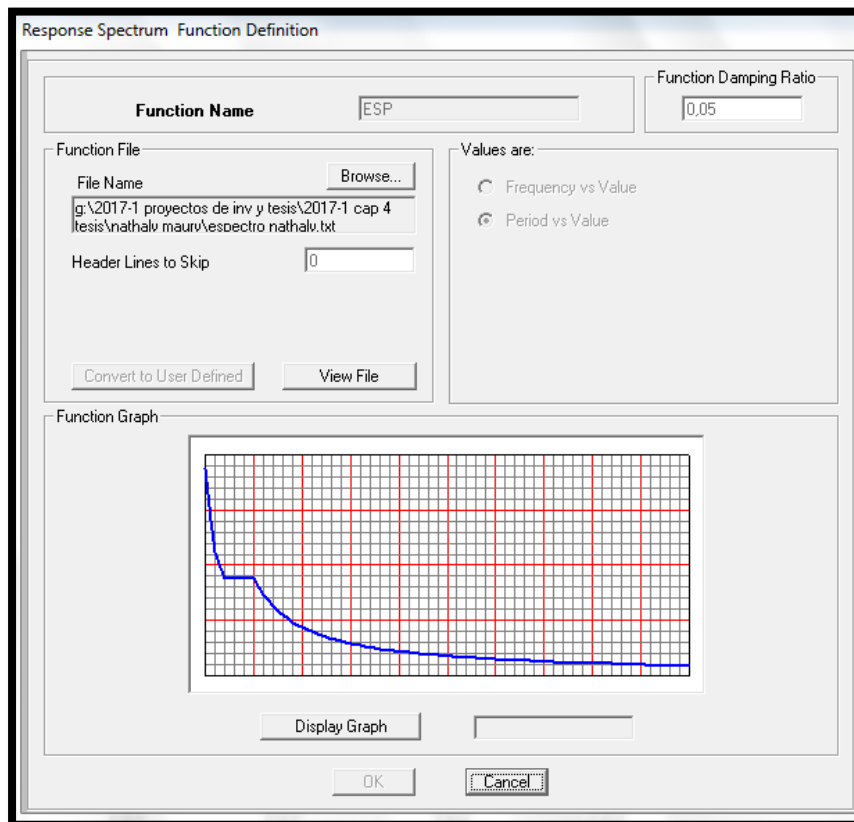 Response Spectrum Function Definition
Function Name
ESP
Function Damping Ratio
0,05
Function File
File Name
Browse...
g:\2017-1 proyectos de inv y tesis\2017-1 cap 4
tesis\nathaly maury\espectro nathaly.txt
Header Lines to Skip
0
Convert to User Defined
View File
Values are:
Frequency vs Value
Period vs Value
Function Graph
Display Graph
OK
Cancel